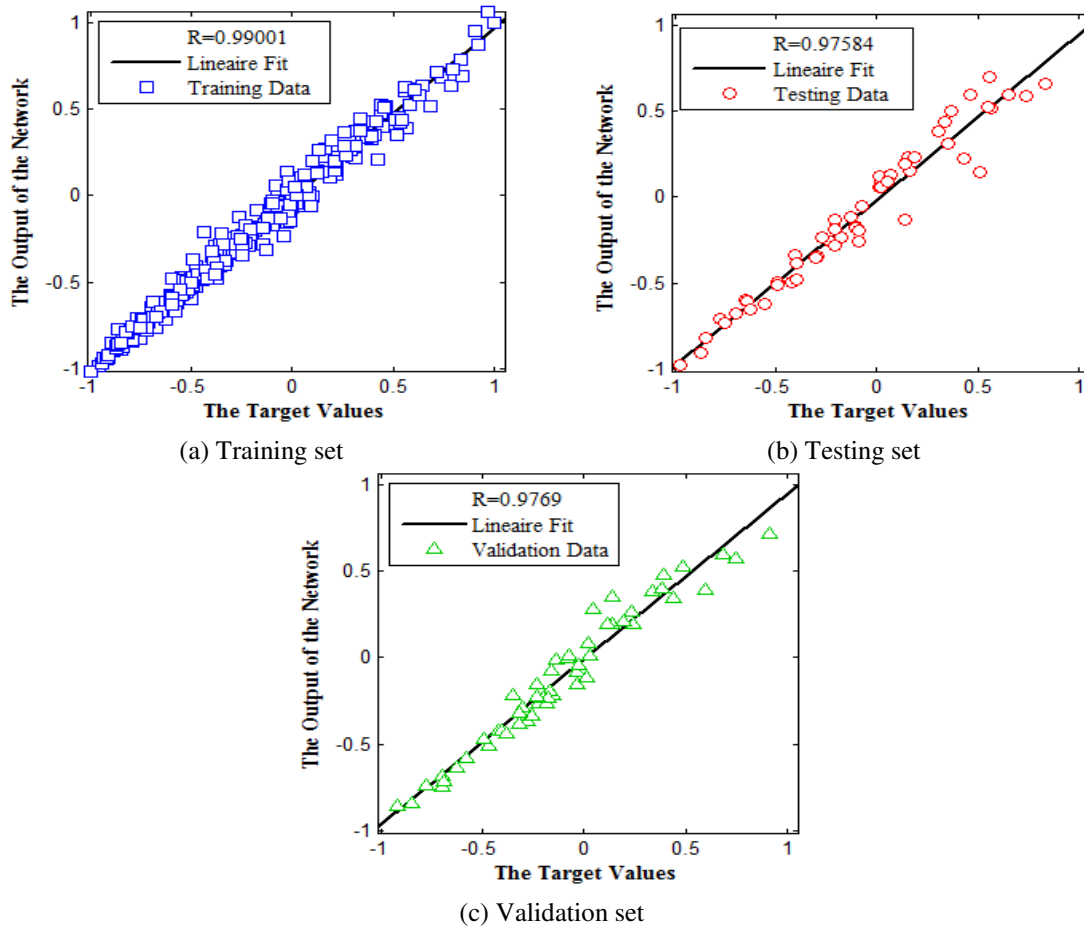 R=0.99001
Lineaire Fit
Training Data
1
0.5
0
-0.5
-1
-1
-0.5
0
0.5
1
The Output of the Network
The Target Values
(a) Training set
R=0.97584
Lineaire Fit
Testing Data
1
0.5
0
-0.5
-1
-1
-0.5
0
0.5
1
The Output of the Network
The Target Values
(b) Testing set
R=0.9769
Lineaire Fit
Validation Data
1
0.5
0
-0.5
-1
-1
-0.5
0
0.5
1
The Output of the Network
The Target Values
(c) Validation set